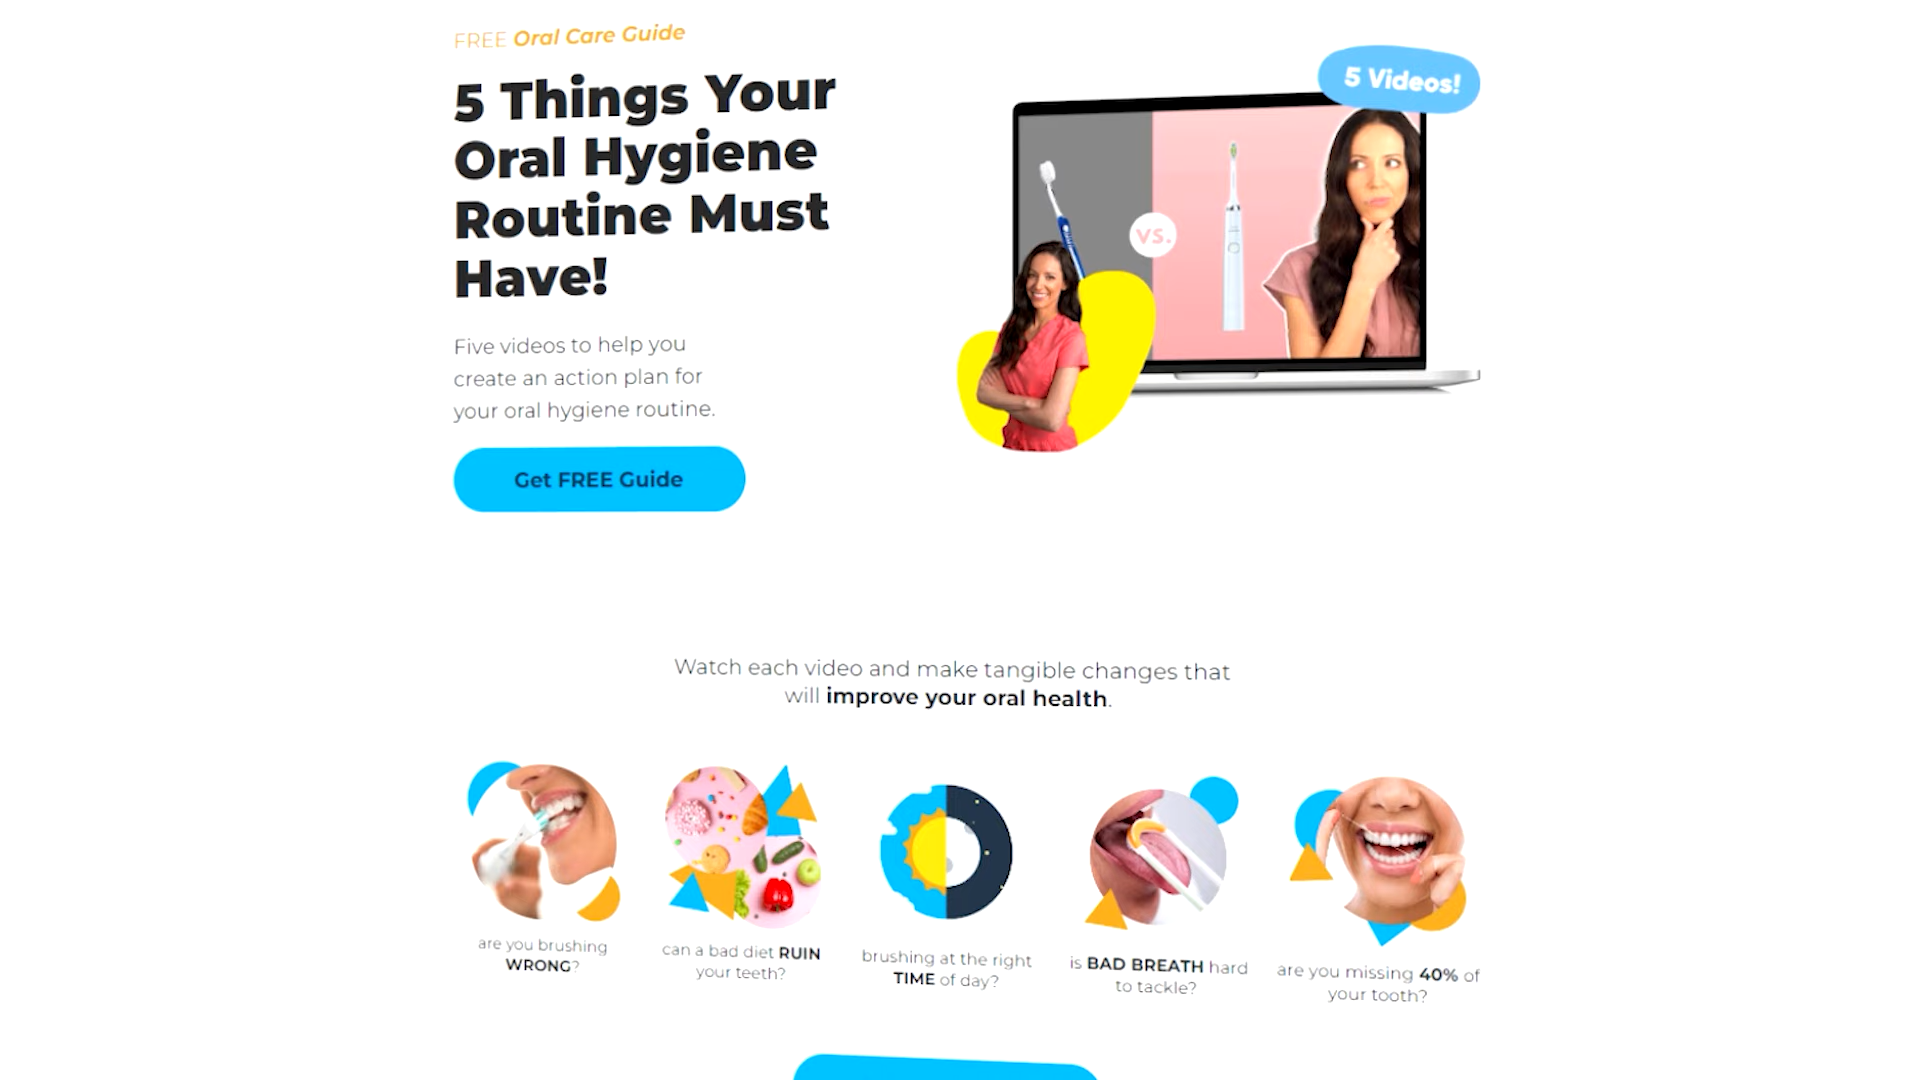 FREE Oral Care Guide
5 Things Your
Oral Hygiene
Routine Must
Have!
Five videos to help you
create an action plan for
your oral hygiene routine.
Get FREE Guide
5 Videos!
VS.
Watch each video and make tangible changes that
will improve your oral health.
are you brushing
WRONG?
can a bad diet RUIN
your teeth?
brushing at the right
TIME of day?
is BAD BREATH hard
to tackle?
are you missing 40% of
your tooth?